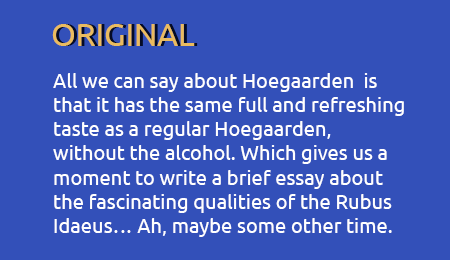 ORIGINAL
All we can say about Hoegaarden  is
that it has the same full and refreshing
taste as a regular Hoegaarden,
without the alcohol. Which gives us a
moment to write a brief essay about
the fascinating qualities of the Rubus
Idaeus… Ah, maybe some other time.